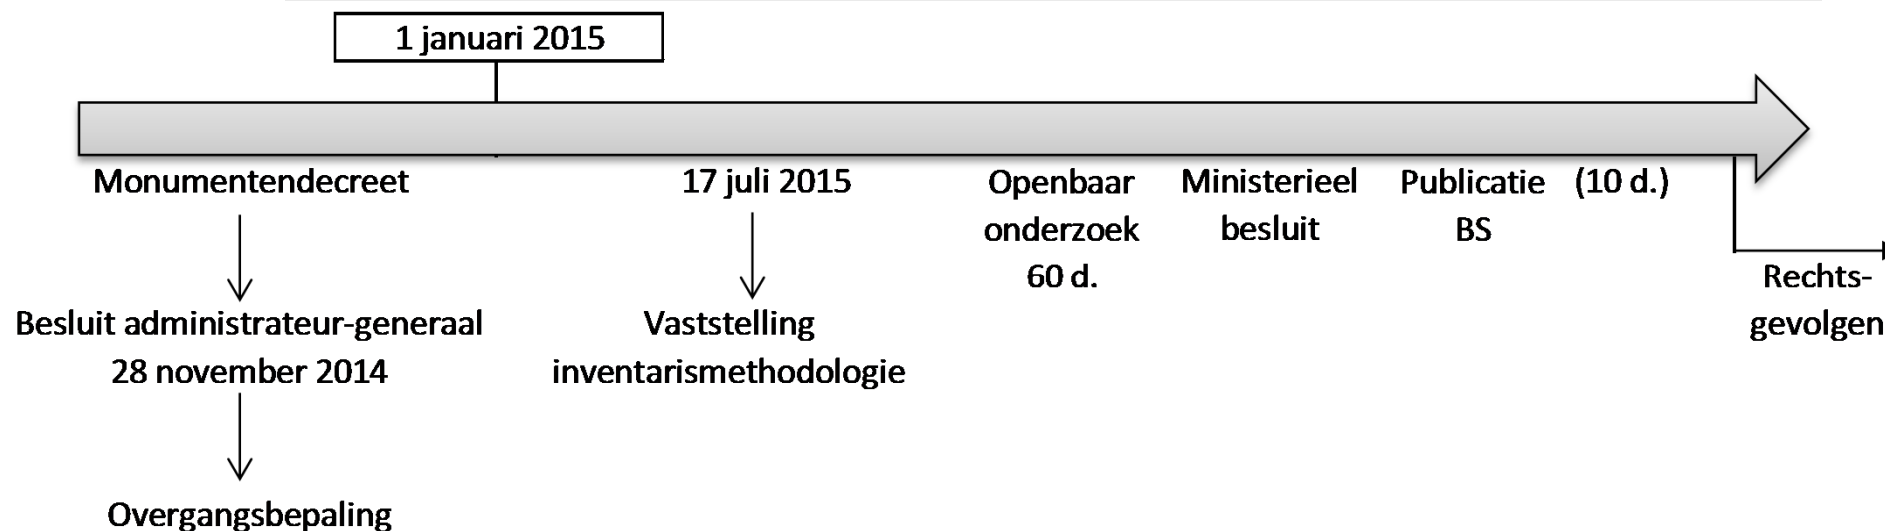 1 januari 2015
Monumentendecreet
Besluit administrateur-generaal
28 november 2014
Overgangsbepaling
17 juli 2015
Vaststelling
inventarismethodologie
Openbaar
onderzoek
60 d.
Ministerieel
besluit
Publicatie
BS
(10 d.)
Rechts-
gevolgen